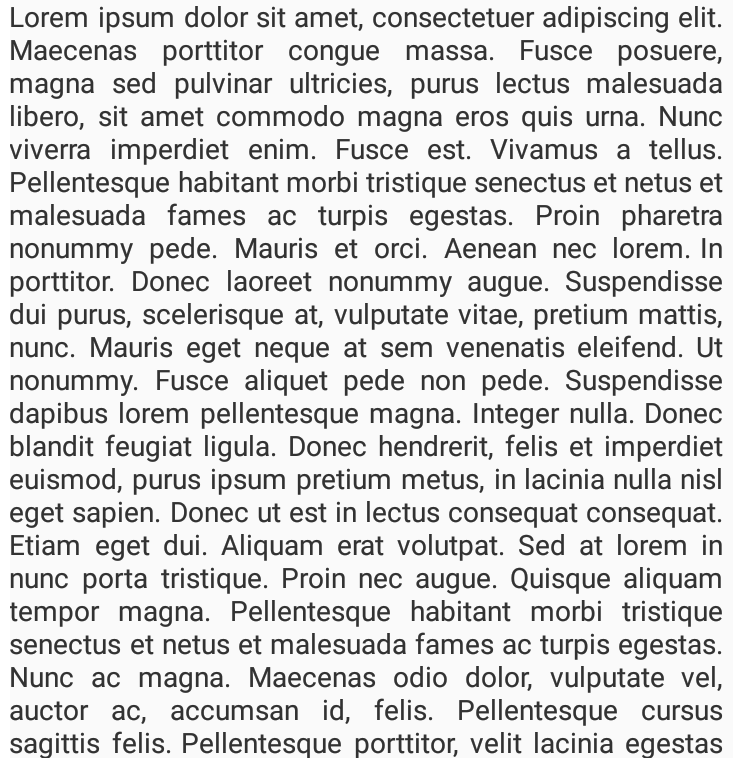 Lorem ipsum dolor sit amet, consectetuer adipiscing elit.
Maecenas porttitor congue massa. Fusce posuere,
magna sed pulvinar ultricies, purus lectus malesuada
libero, sit amet commodo magna eros quis urna. Nunc
viverra imperdiet enim. Fusce est. Vivamus a tellus.
Pellentesque habitant morbi tristique senectus et netus et
malesuada fames ac turpis egestas. Proin pharetra
nonummy pede. Mauris et orci. Aenean nec lorem. In
porttitor. Donec laoreet nonummy augue. Suspendisse
dui purus, scelerisque at, vulputate vitae, pretium mattis,
nunc. Mauris eget neque at sem venenatis eleifend. Ut
nonummy. Fusce aliquet pede non pede. Suspendisse
dapibus lorem pellentesque magna. Integer nulla. Donec
blandit feugiat ligula. Donec hendrerit, felis et imperdiet
euismod, purus ipsum pretium metus, in lacinia nulla nisl
eget sapien. Donec ut est in lectus consequat consequat.
Etiam eget dui. Aliquam erat volutpat. Sed at lorem in
nunc porta tristique. Proin nec augue. Quisque aliquam
tempor magna. Pellentesque habitant morbi tristique
senectus et netus et malesuada fames ac turpis egestas.
Nunc ac magna. Maecenas odio dolor, vulputate vel,
auctor ac, accumsan id, felis. Pellentesque cursus
sagittis felis. Pellentesque porttitor, velit lacinia egestas